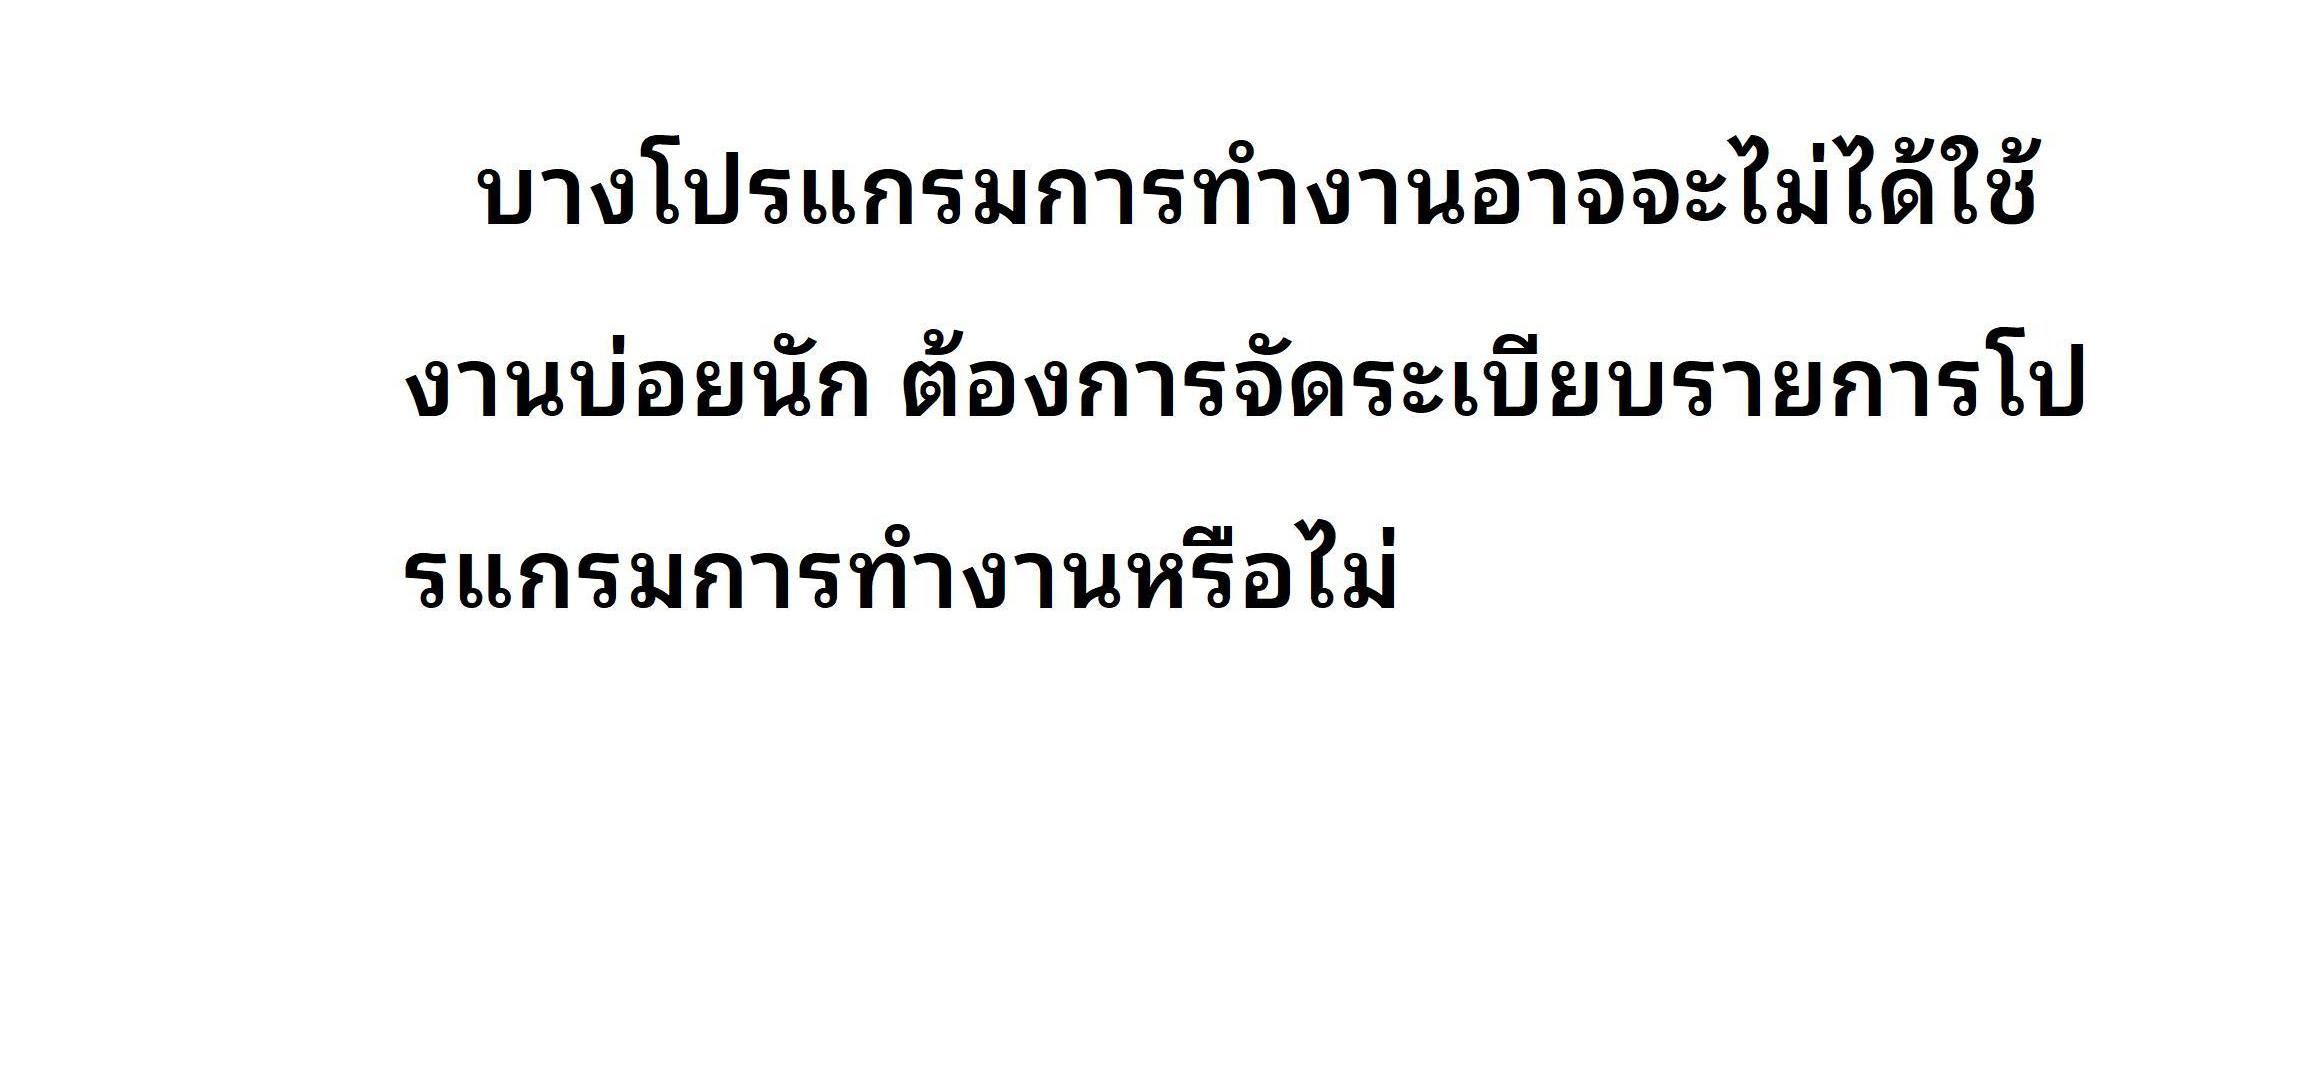 บางโปรแกรมการทำงานอาจจะไม่ได้ใช้
งานบ่อยนัก ต้องการจัดระเบียบรายการโป
รแกรมการทำงานหรือไม่